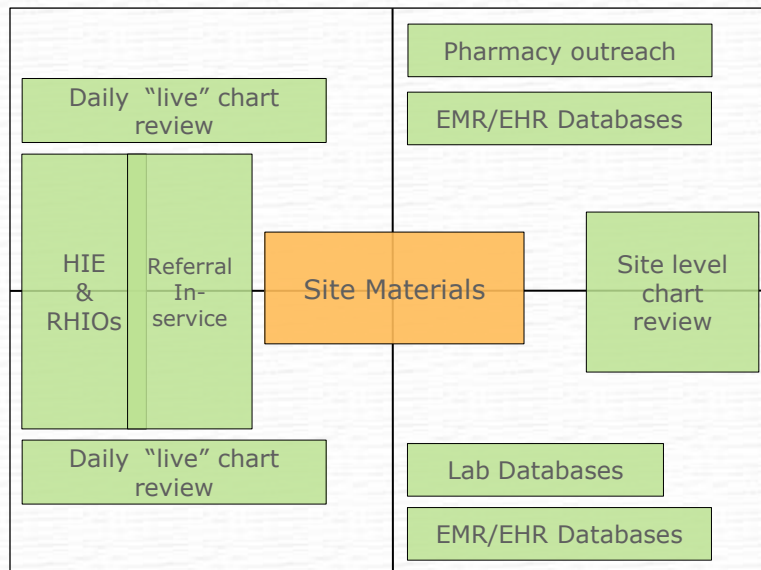 Pharmacy outreach
Daily “live” chart
review
EMR/EHR Databases
HIE
&
RHIOs
Referral
In-
service
Site Materials
Site level
chart
review
Daily “live” chart
review
Lab Databases
EMR/EHR Databases